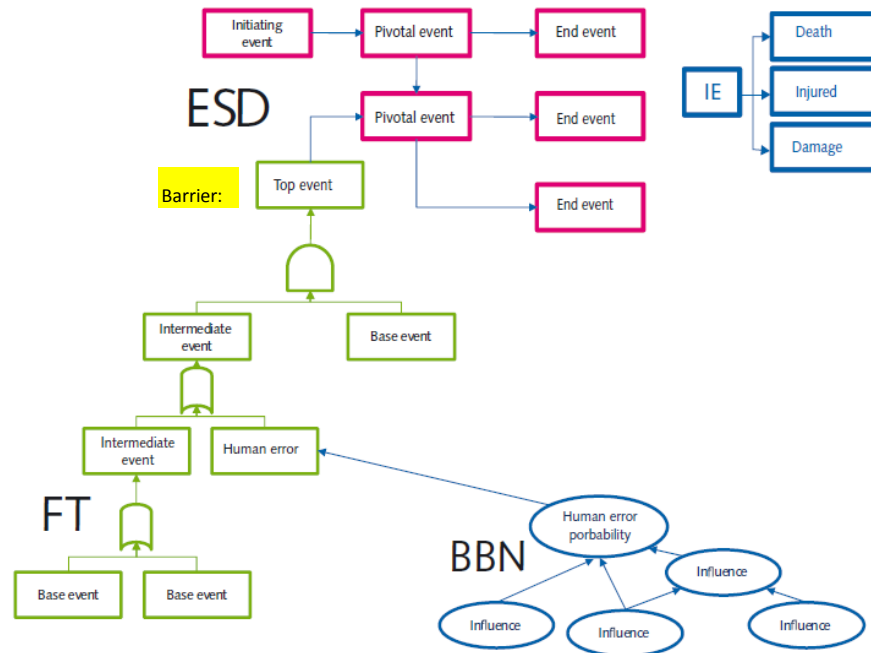 Initiating
event
Pivotal event
End event
Death
IE
Injured
Damage
ESD
Pivotal event
End event
Barrier:
Top event
End event
Intermediate
event
Base event
Intermediate
event
Human error
FT
Human error
porbability
BBN
Influence
Base event
Base event
Influence
Influence
Influence